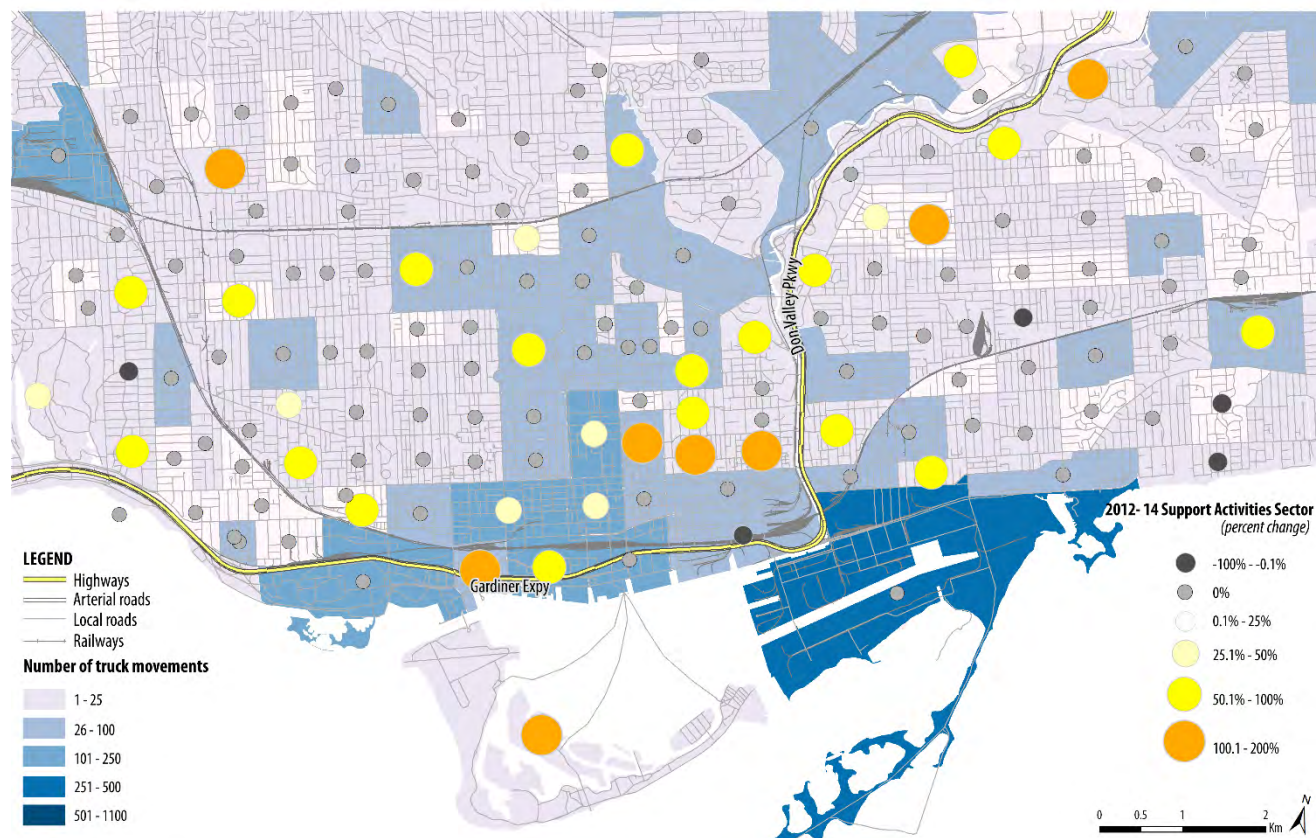 Don Valley Pkwy
Gardiner Expy
LEGEND
Highways
Arterial roads
Local roads
Railways
Number of truck movements
1 - 25
26 - 100
101 - 250
251 - 500
501 - 1100
2012- 14 Support Activities Sector
(percent change)
-100% - -0.1%
0%
0.1% - 25%
25.1% - 50%
50.1% - 100%
100.1 - 200%
N
0 0.5 1 2
Km